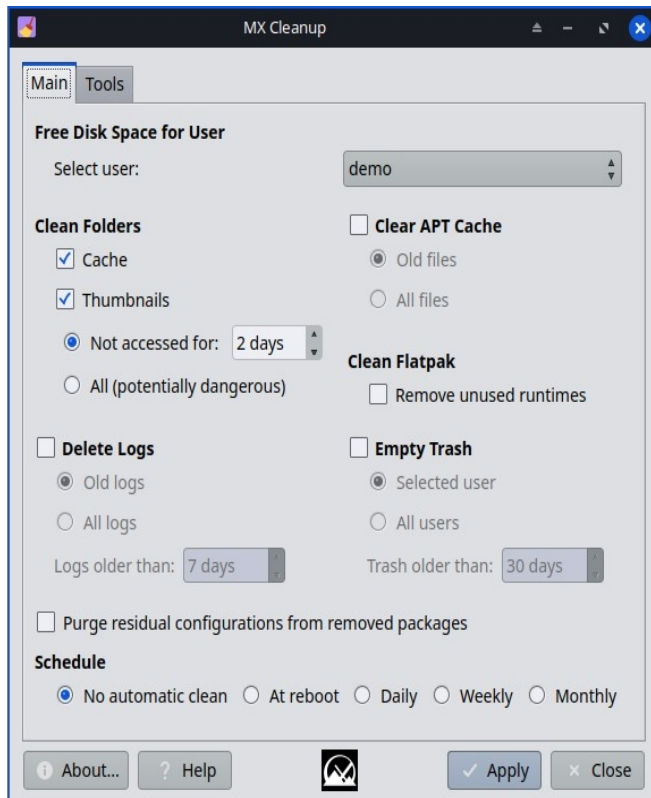 MX Cleanup
Main Tools
Free Disk Space for User
Select user: demo
Clean Folders
Cache
Thumbnails
Not accessed for: 2 days
All (potentially dangerous)
Clear APT Cache
Old files
All files
Clean Flatpak
Remove unused runtimes
Delete Logs
Old logs
All logs
Logs older than: 7 days
Empty Trash
Selected user
All users
Trash older than: 30 days
Purge residual configurations from removed packages
Schedule
No automatic clean At reboot Daily Weekly Monthly
About... ? Help Apply Close